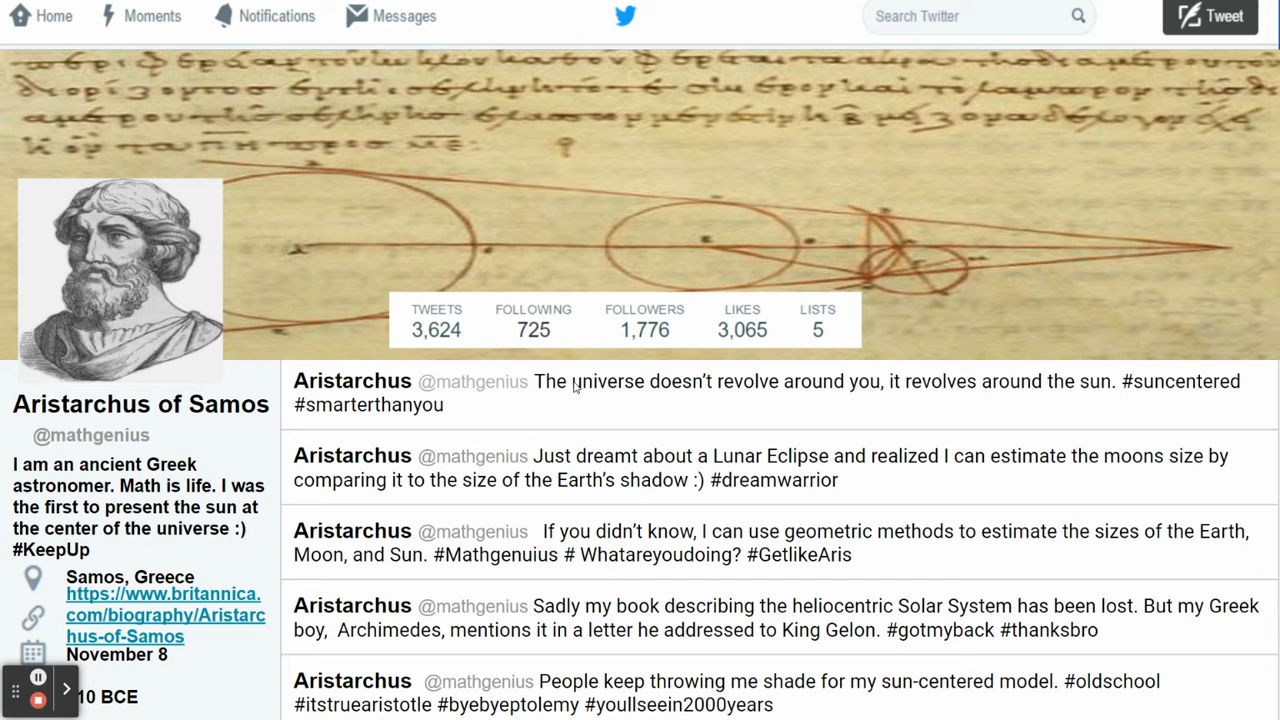 Home Moments Notifications Messages Search Twitter Tweet
TWEETS FOLLOWING FOLLOWERS LIKES LISTS
3,624 725 1,776 3,065 5
Aristarchus of Samos
@mathgenius
I am an ancient Greek
astronomer. Math is life. I was
the first to present the sun at
the center of the universe :)
#KeepUp
Samos, Greece
https://www.britannica.
com/biography/Aristarc
hus-of-Samos
November 8
10 BCE
Aristarchus @mathgenius The universe doesn’t revolve around you, it revolves around the sun. #suncentered
#smarterthanyou
Aristarchus @mathgenius Just dreamt about a Lunar Eclipse and realized I can estimate the moons size by
comparing it to the size of the Earth’s shadow :) #dreamwarrior
Aristarchus @mathgenius If you didn’t know, I can use geometric methods to estimate the sizes of the Earth,
Moon, and Sun. #Mathgenuius # Whatareyoudoing? #GetlikeAris
Aristarchus @mathgenius Sadly my book describing the heliocentric Solar System has been lost. But my Greek
boy, Archimedes, mentions it in a letter he addressed to King Gelon. #gotmyback #thanksbro
Aristarchus @mathgenius People keep throwing me shade for my sun-centered model. #oldschool
#itstruearistotle #byebyeptolemy #youllseein2000years